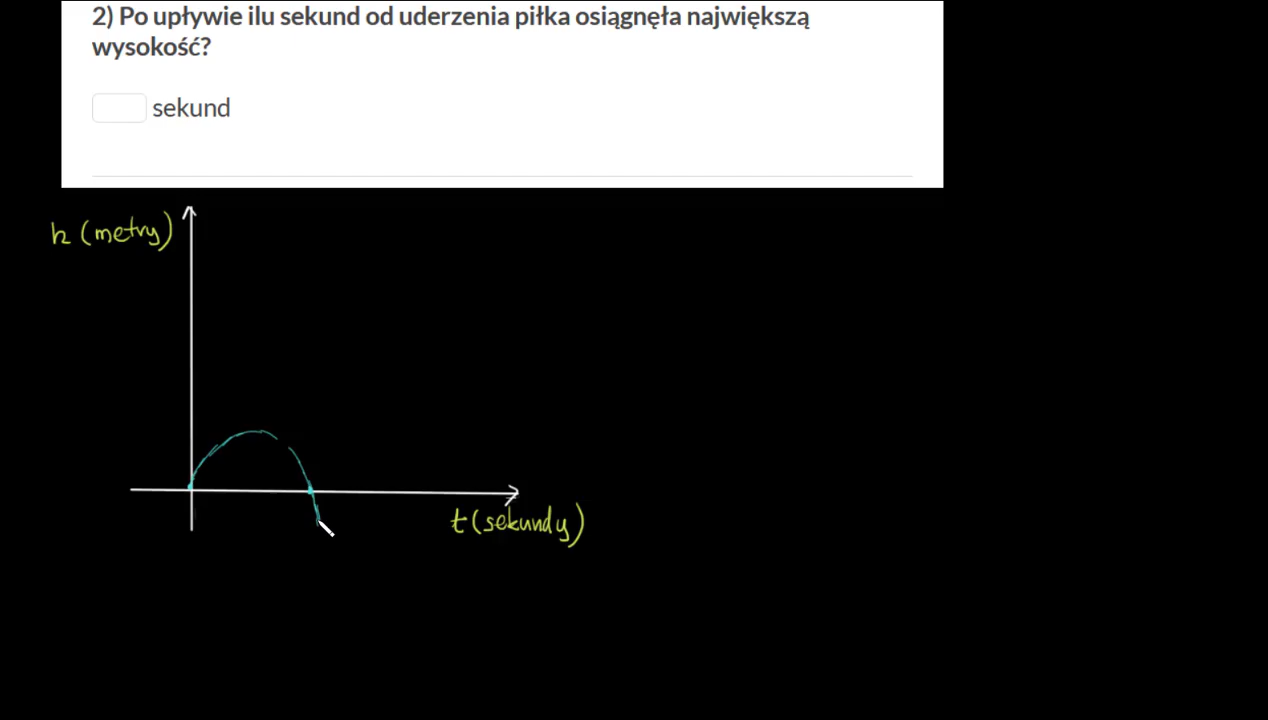 2) Po upływie ilu sekund od uderzenia piłka osiągnęła największą
wysokość?
sekund
h (metry)
t (sekundy)